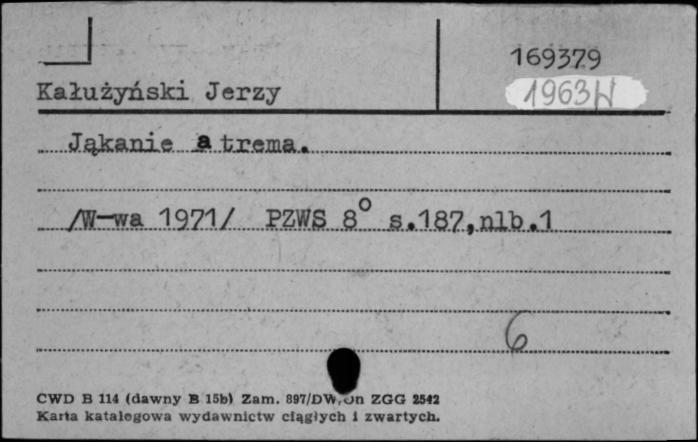 169379
Kałużyński Jerzy
1963W
Jąkanie a trema.
/W-wa 1971/ PZWS 8° s.187,nlb.1
6
CWD B 114 (dawny B 15b) Zam. 897/DW/On ZGG 2542
Karta katalogowa wydawnictw ciągłych i zwartych.